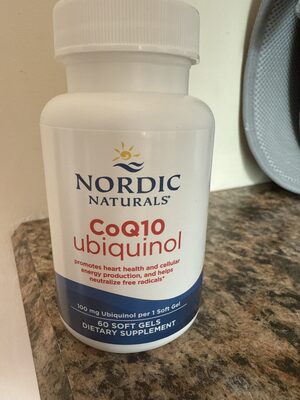 NORDIC
NATURALS®
CoQ10
ubiquinol
promotes heart health and cellular
energy production, and helps
neutralize free radicals*
100 mg Ubiquinol per 1 Soft Gel
60 SOFT GELS
DIETARY SUPPLEMENT